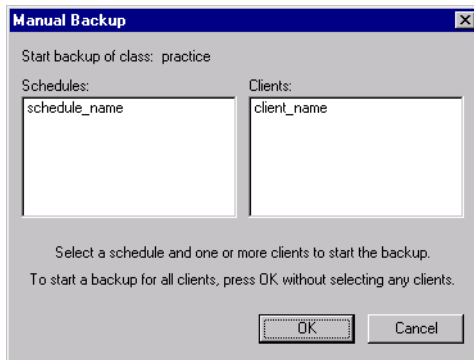 Manual Backup
Start backup of class: practice
Schedules:
Clients:
schedule_name
client_name
Select a schedule and one or more clients to start the backup.
To start a backup for all clients, press OK without selecting any clients.
OK
Cancel